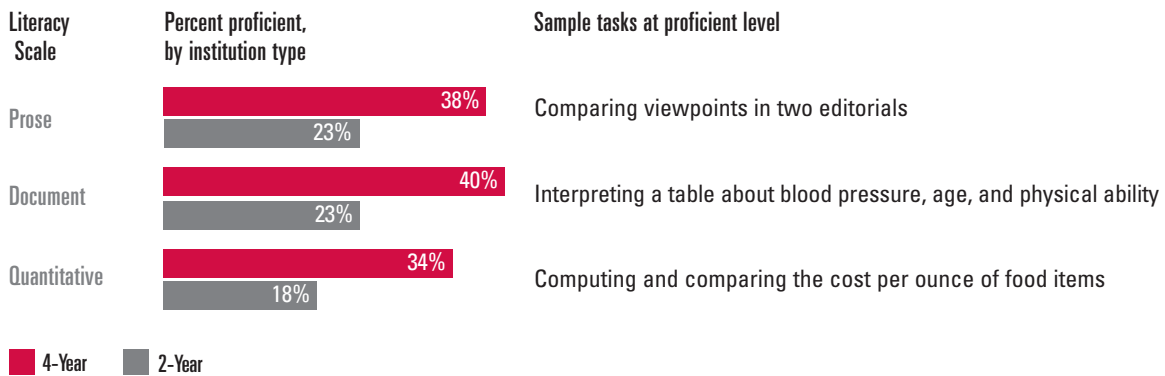 Literacy Scale
Percent proficient, by institution type
Sample tasks at proficient level
Prose
38%
23%
Comparing viewpoints in two editorials
Document
40%
23%
Interpreting a table about blood pressure, age, and physical ability
Quantitative
34%
18%
Computing and comparing the cost per ounce of food items
4-Year
2-Year